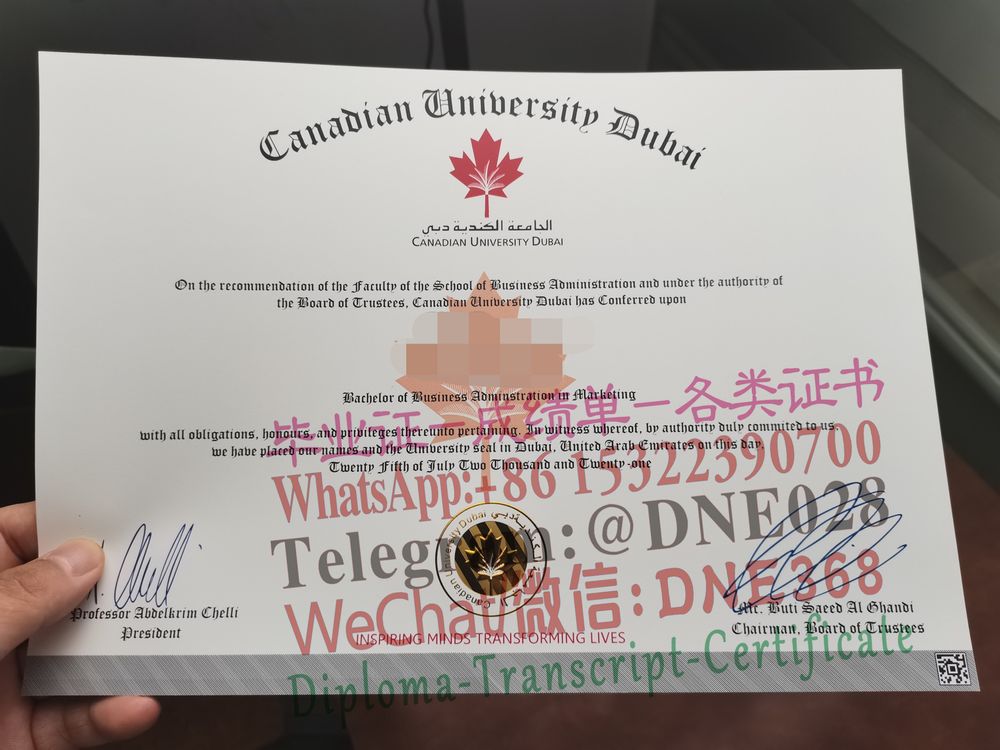 Canadian University Dubai
الجامعة الكندية دبي
CANADIAN UNIVERSITY DUBAI
On the recommendation of the Faculty of the School of Business Administration and under the authority of
the Board of Trustees, Canadian University Dubai has Conferred upon
Bachelor of Business Adminstration in Marketing
毕业证—成绩单—各类证书
with all obligations, honours, and privileges thereunto pertaining. In witness whereof, by authority duly commited to us,
we have placed our names and the University seal in Dubai, United Arab Emirates on this day,
Twenty Fifth of July Two Thousand and Twenty-one
WhatsApp:+86 15322390700
Telegram:@DNE028
Canadian University Dubai
WeChat/微信:DNE368
Professor Abdelkrim Chelli
President
Mr. Buti Saeed Al Ghandi
Chairman, Board of Trustees
INSPIRING MINDS TRANSFORMING LIVES
Diploma-Transcript-Certificate